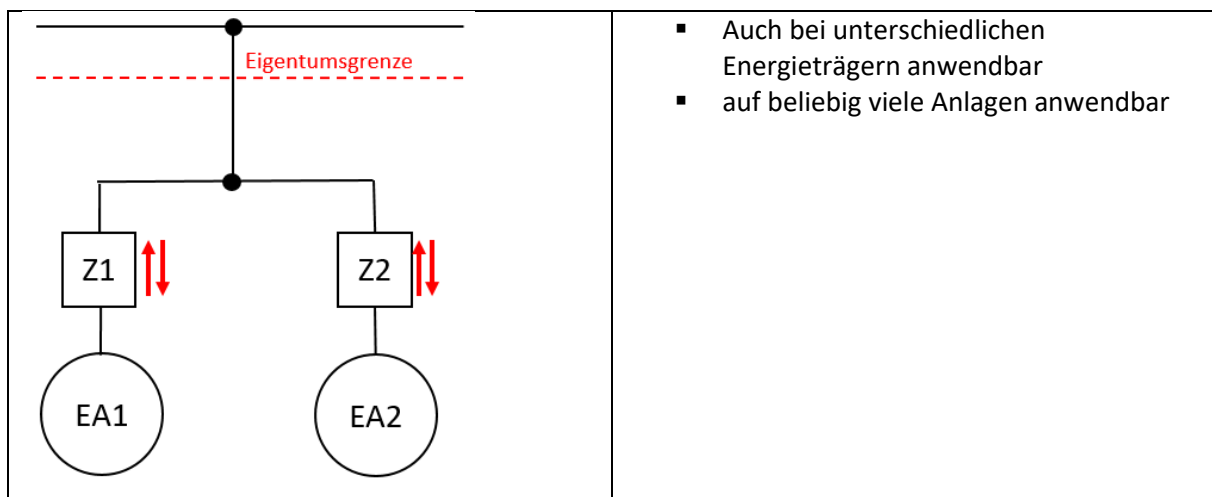 Eigentumsgrenze
Z1
Z2
EA1
EA2
▪ Auch bei unterschiedlichen
Energieträgern anwendbar
▪ auf beliebig viele Anlagen anwendbar